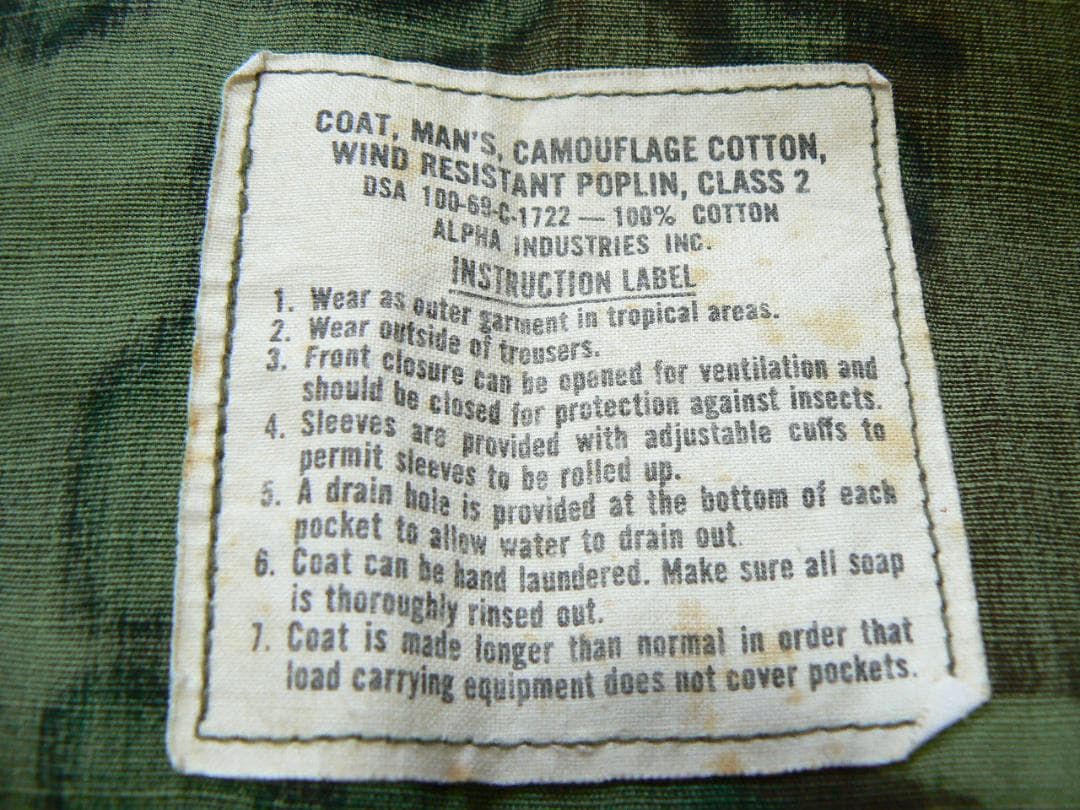 COAT, MAN'S, CAMOUFLAGE COTTON,
WIND RESISTANT POPLIN, CLASS 2
DSA 100-69-C-1722 — 100% COTTON
ALPHA INDUSTRIES INC.
INSTRUCTION LABEL
1. Wear as outer garment in tropical areas.
2. Wear outside of trousers.
3. Front closure can be opened for ventilation and
should be closed for protection against insects.
4. Sleeves are provided with adjustable cuffs to
permit sleeves to be rolled up.
5. A drain hole is provided at the bottom of each
pocket to allow water to drain out.
6. Coat can be hand laundered. Make sure all soap
is thoroughly rinsed out.
7. Coat is made longer than normal in order that
load carrying equipment does not cover pockets.